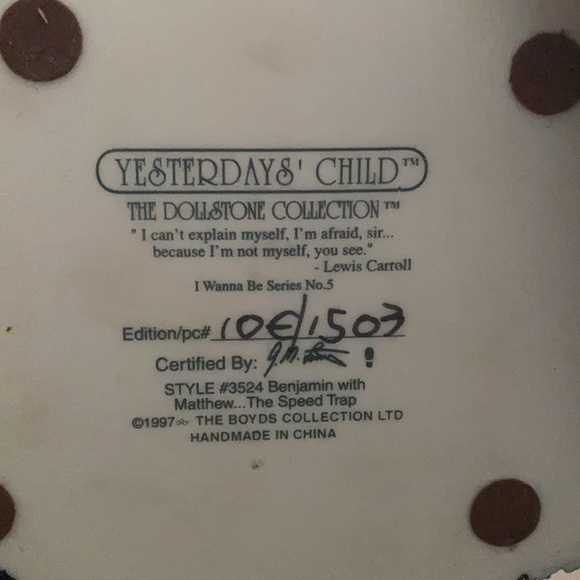 YESTERDAYS' CHILD™
THE DOLLSTONE COLLECTION™
" I can't explain myself, I'm afraid, sir...
because I'm not myself, you see."
- Lewis Carroll
I Wanna Be Series No.5
Edition/pc# 10E/1503
Certified By:
STYLE #3524 Benjamin with
Matthew...The Speed Trap
©1997☆ THE BOYDS COLLECTION LTD
HANDMADE IN CHINA